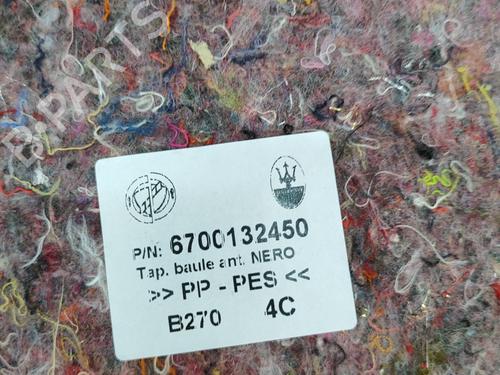 B-PARTS
P/N: 6700132450
Tap. baule ant. NERO
>> PP - PES <<
B270 4C